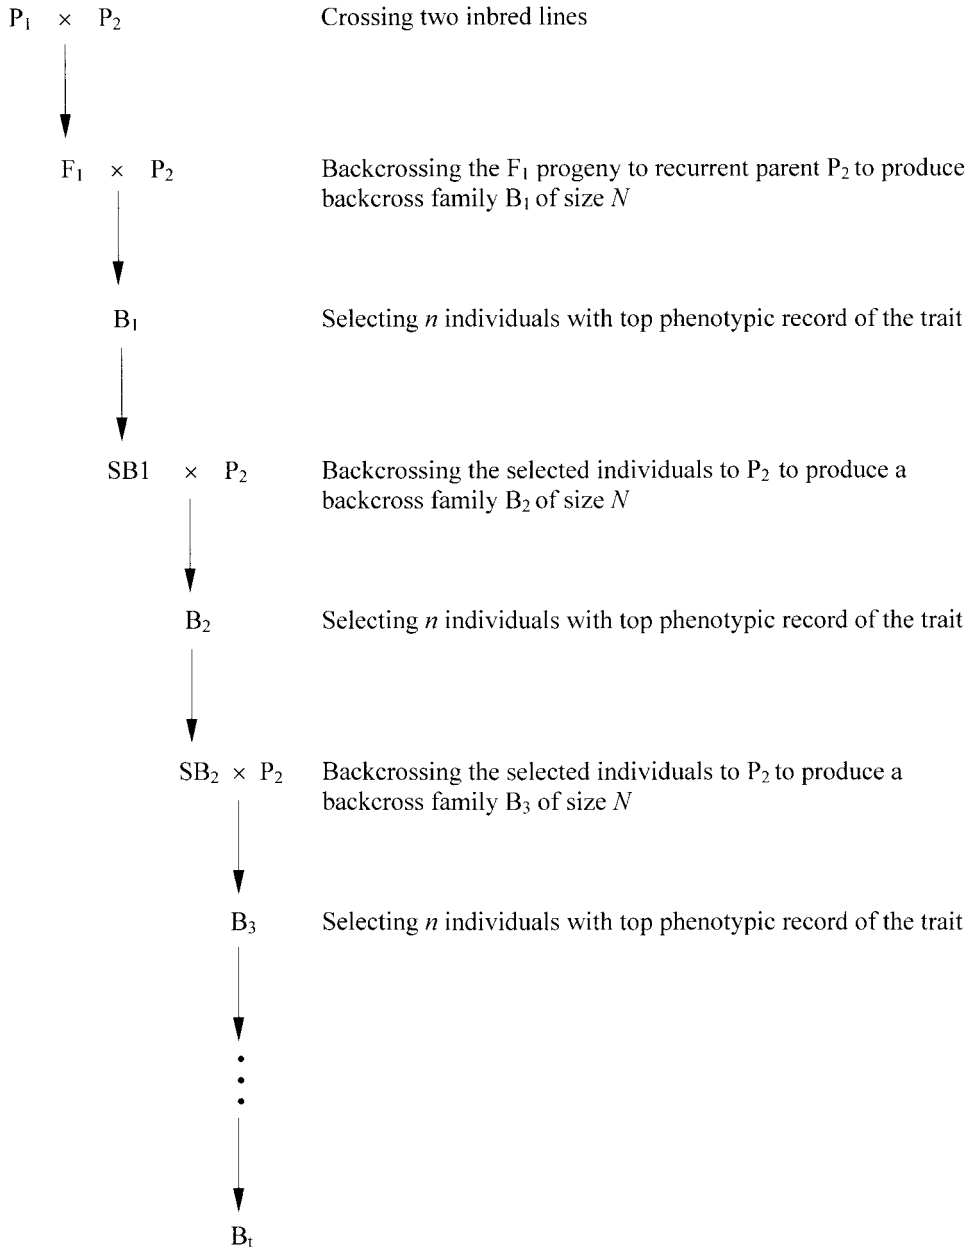 P₁ × P₂ Crossing two inbred lines
F₁ × P₂ Backcrossing the F₁ progeny to recurrent parent P₂ to produce
backcross family B₁ of size N
B₁ Selecting n individuals with top phenotypic record of the trait
SB1 × P₂ Backcrossing the selected individuals to P₂ to produce a
backcross family B₂ of size N
B₂ Selecting n individuals with top phenotypic record of the trait
SB₂ × P₂ Backcrossing the selected individuals to P₂ to produce a
backcross family B₃ of size N
B₃ Selecting n individuals with top phenotypic record of the trait
Bₜ